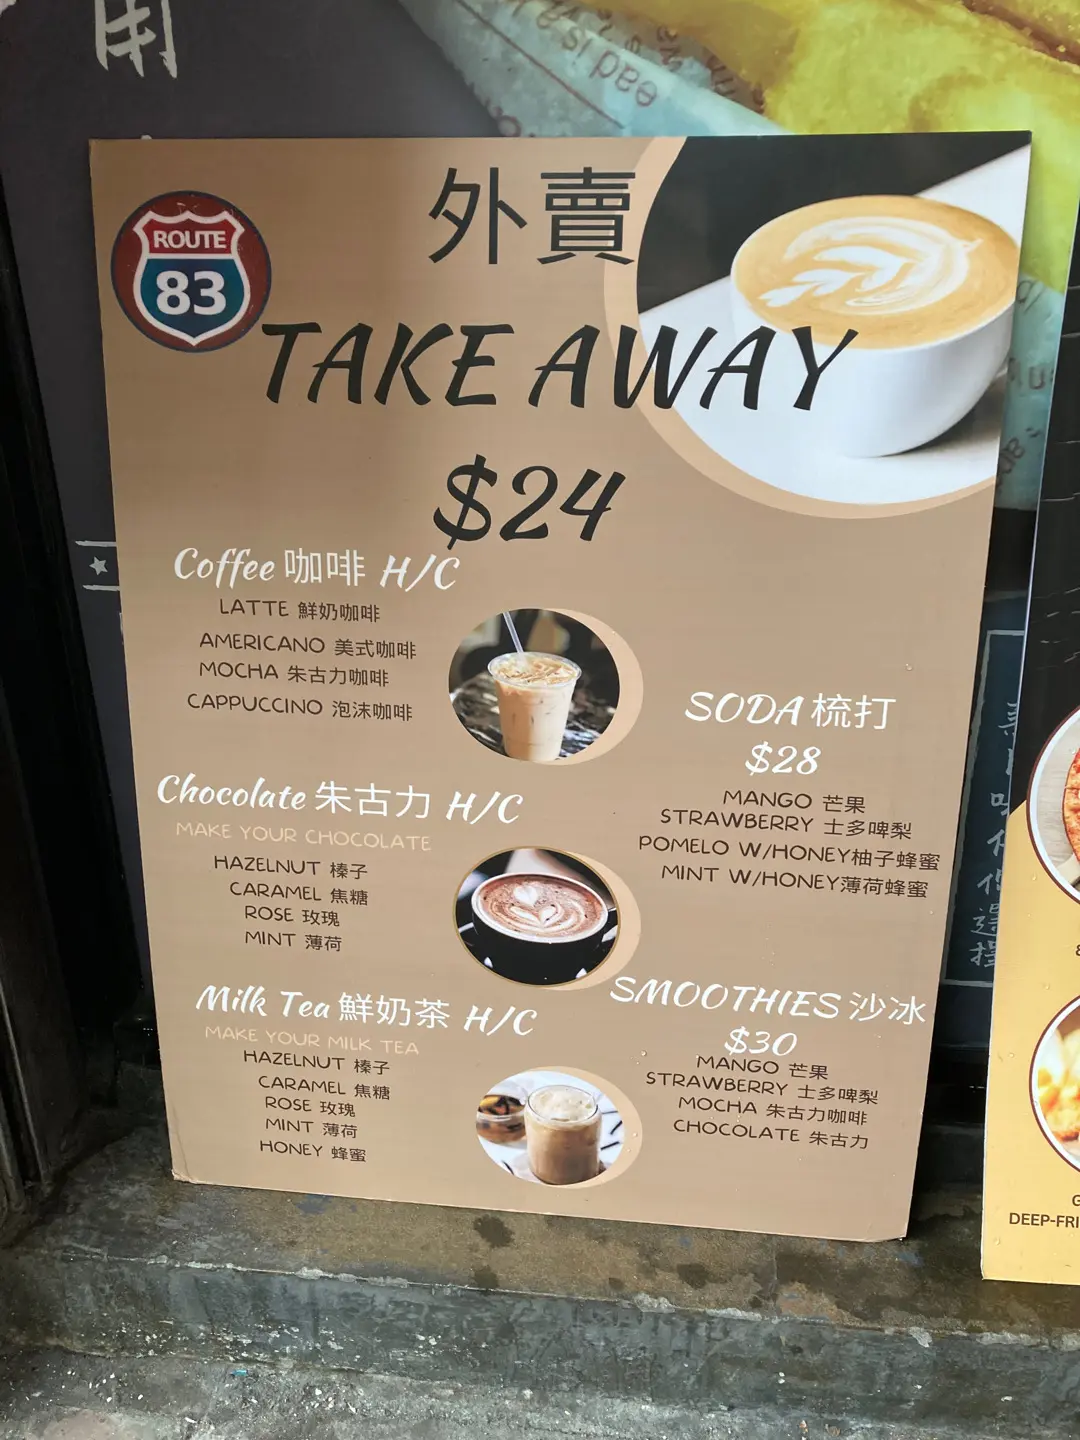 用
ead is a
外賣
ROUTE
83
TAKE AWAY
$24
Coffee 咖啡 H/C
LATTE 鮮奶咖啡
AMERICANO 美式咖啡
MOCHA 朱古力咖啡
CAPPUCCINO 泡沫咖啡
Chocolate 朱古力 H/C
MAKE YOUR CHOCOLATE
HAZELNUT 榛子
CARAMEL 焦糖
ROSE 玫瑰
MINT 薄荷
Milk Tea 鮮奶茶 H/C
MAKE YOUR MILK TEA
HAZELNUT 榛子
CARAMEL 焦糖
ROSE 玫瑰
MINT 薄荷
HONEY 蜂蜜
SODA 梳打
$28
MANGO 芒果
STRAWBERRY 士多啤梨
POMELO W/HONEY柚子蜂蜜
MINT W/HONEY薄荷蜂蜜
SMOOTHIES 沙冰
$30
MANGO 芒果
STRAWBERRY 士多啤梨
MOCHA 朱古力咖啡
CHOCOLATE 朱古力
DEEP-FRI